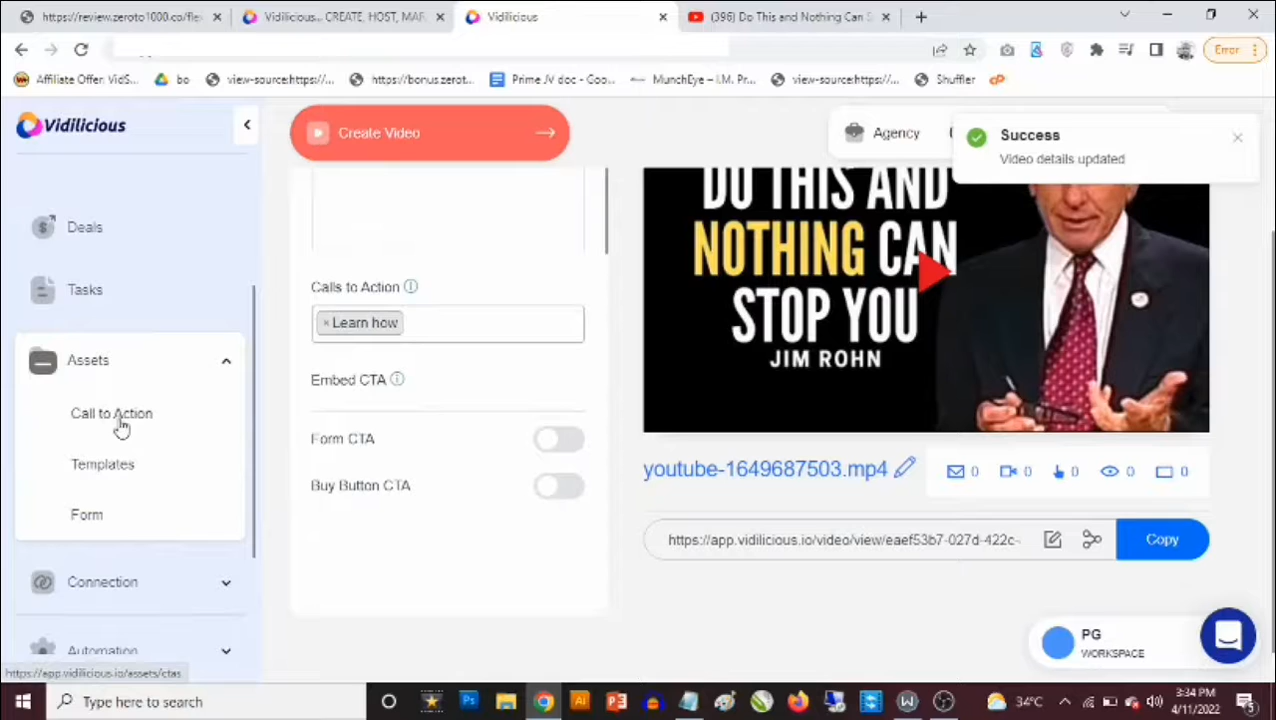 https://review.zeroto1000.co/flex
Vidilicious... CREATE, HOST, MAR
Vidilicious
(396) Do This and Nothing Can S
Error
Affiliate Offer: VidS...
bo
view-source:https://...
https://bonus.zerot...
Prime JV doc - Goo...
MunchEye – I.M. Pr...
view-source:https://...
Shuffler
Vidilicious
Create Video
Agency
Success
Video details updated
Deals
Tasks
Assets
Call to Action
Templates
Form
Connection
Automation
Calls to Action
× Learn how
Embed CTA
Form CTA
Buy Button CTA
DO THIS AND
NOTHING CAN
STOP YOU
JIM ROHN
youtube-1649687503.mp4
0 0 0 0 0
https://app.vidilicious.io/video/view/eaef53b7-027d-422c-
Copy
PG
WORKSPACE
https://app.vidilicious.io/assets/ctas
Type here to search
34°C
3:34 PM
4/11/2022
5